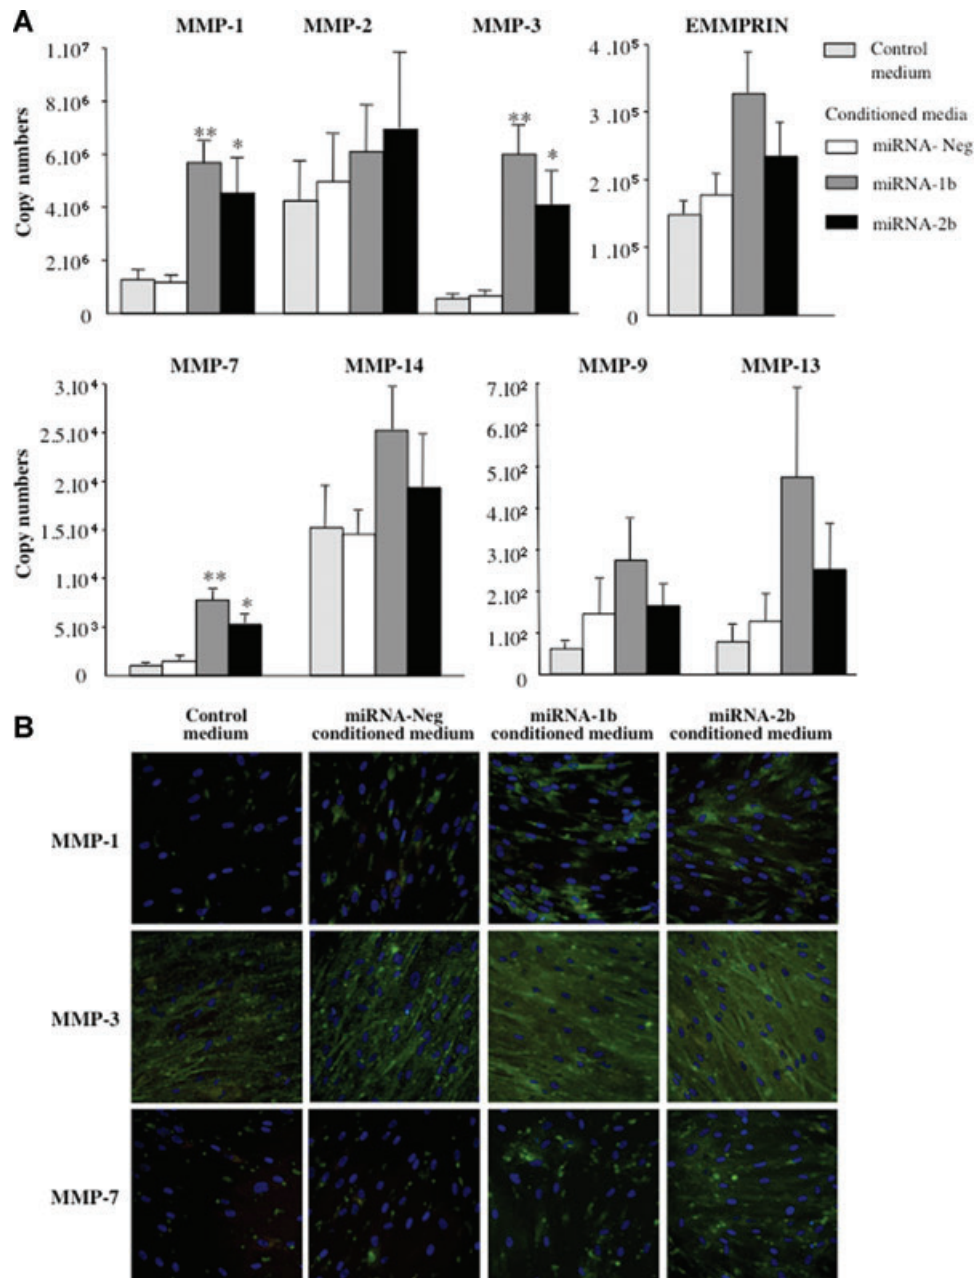 A
MMP-1 MMP-2 MMP-3 EMMPRIN
Copy numbers
1.10⁷
8.10⁶
6.10⁶
4.10⁶
2.10⁶
0
** *
** *
4.10⁵
3.10⁵
2.10⁵
1.10⁵
0
Control
medium
Conditioned media
miRNA- Neg
miRNA-1b
miRNA-2b
MMP-7 MMP-14 MMP-9 MMP-13
Copy numbers
3.10⁴
2.5.10⁴
2.10⁴
1.5.10⁴
1.10⁴
5.10³
0
** *
7.10²
6.10²
5.10²
4.10²
3.10²
2.10²
1.10²
0
B
Control
medium
miRNA-Neg
conditioned medium
miRNA-1b
conditioned medium
miRNA-2b
conditioned medium
MMP-1
MMP-3
MMP-7